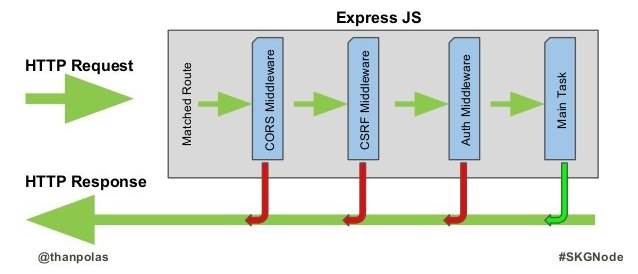 Express JS
HTTP Request
Matched Route
CORS Middleware
CSRF Middleware
Auth Middleware
Main Task
HTTP Response
@thanpolas
#SKGNode